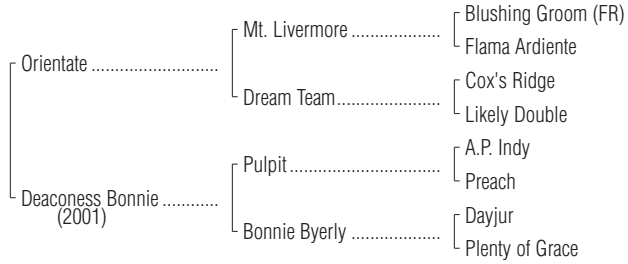 Blushing Groom (FR)
Mt. Livermore ....................
Flama Ardiente
Orientate .............................
Cox's Ridge
Dream Team.......................
Likely Double
A.P. Indy
Pulpit..................................
Preach
Deaconess Bonnie ............
(2001)
Dayjur
Bonnie Byerly ....................
Plenty of Grace